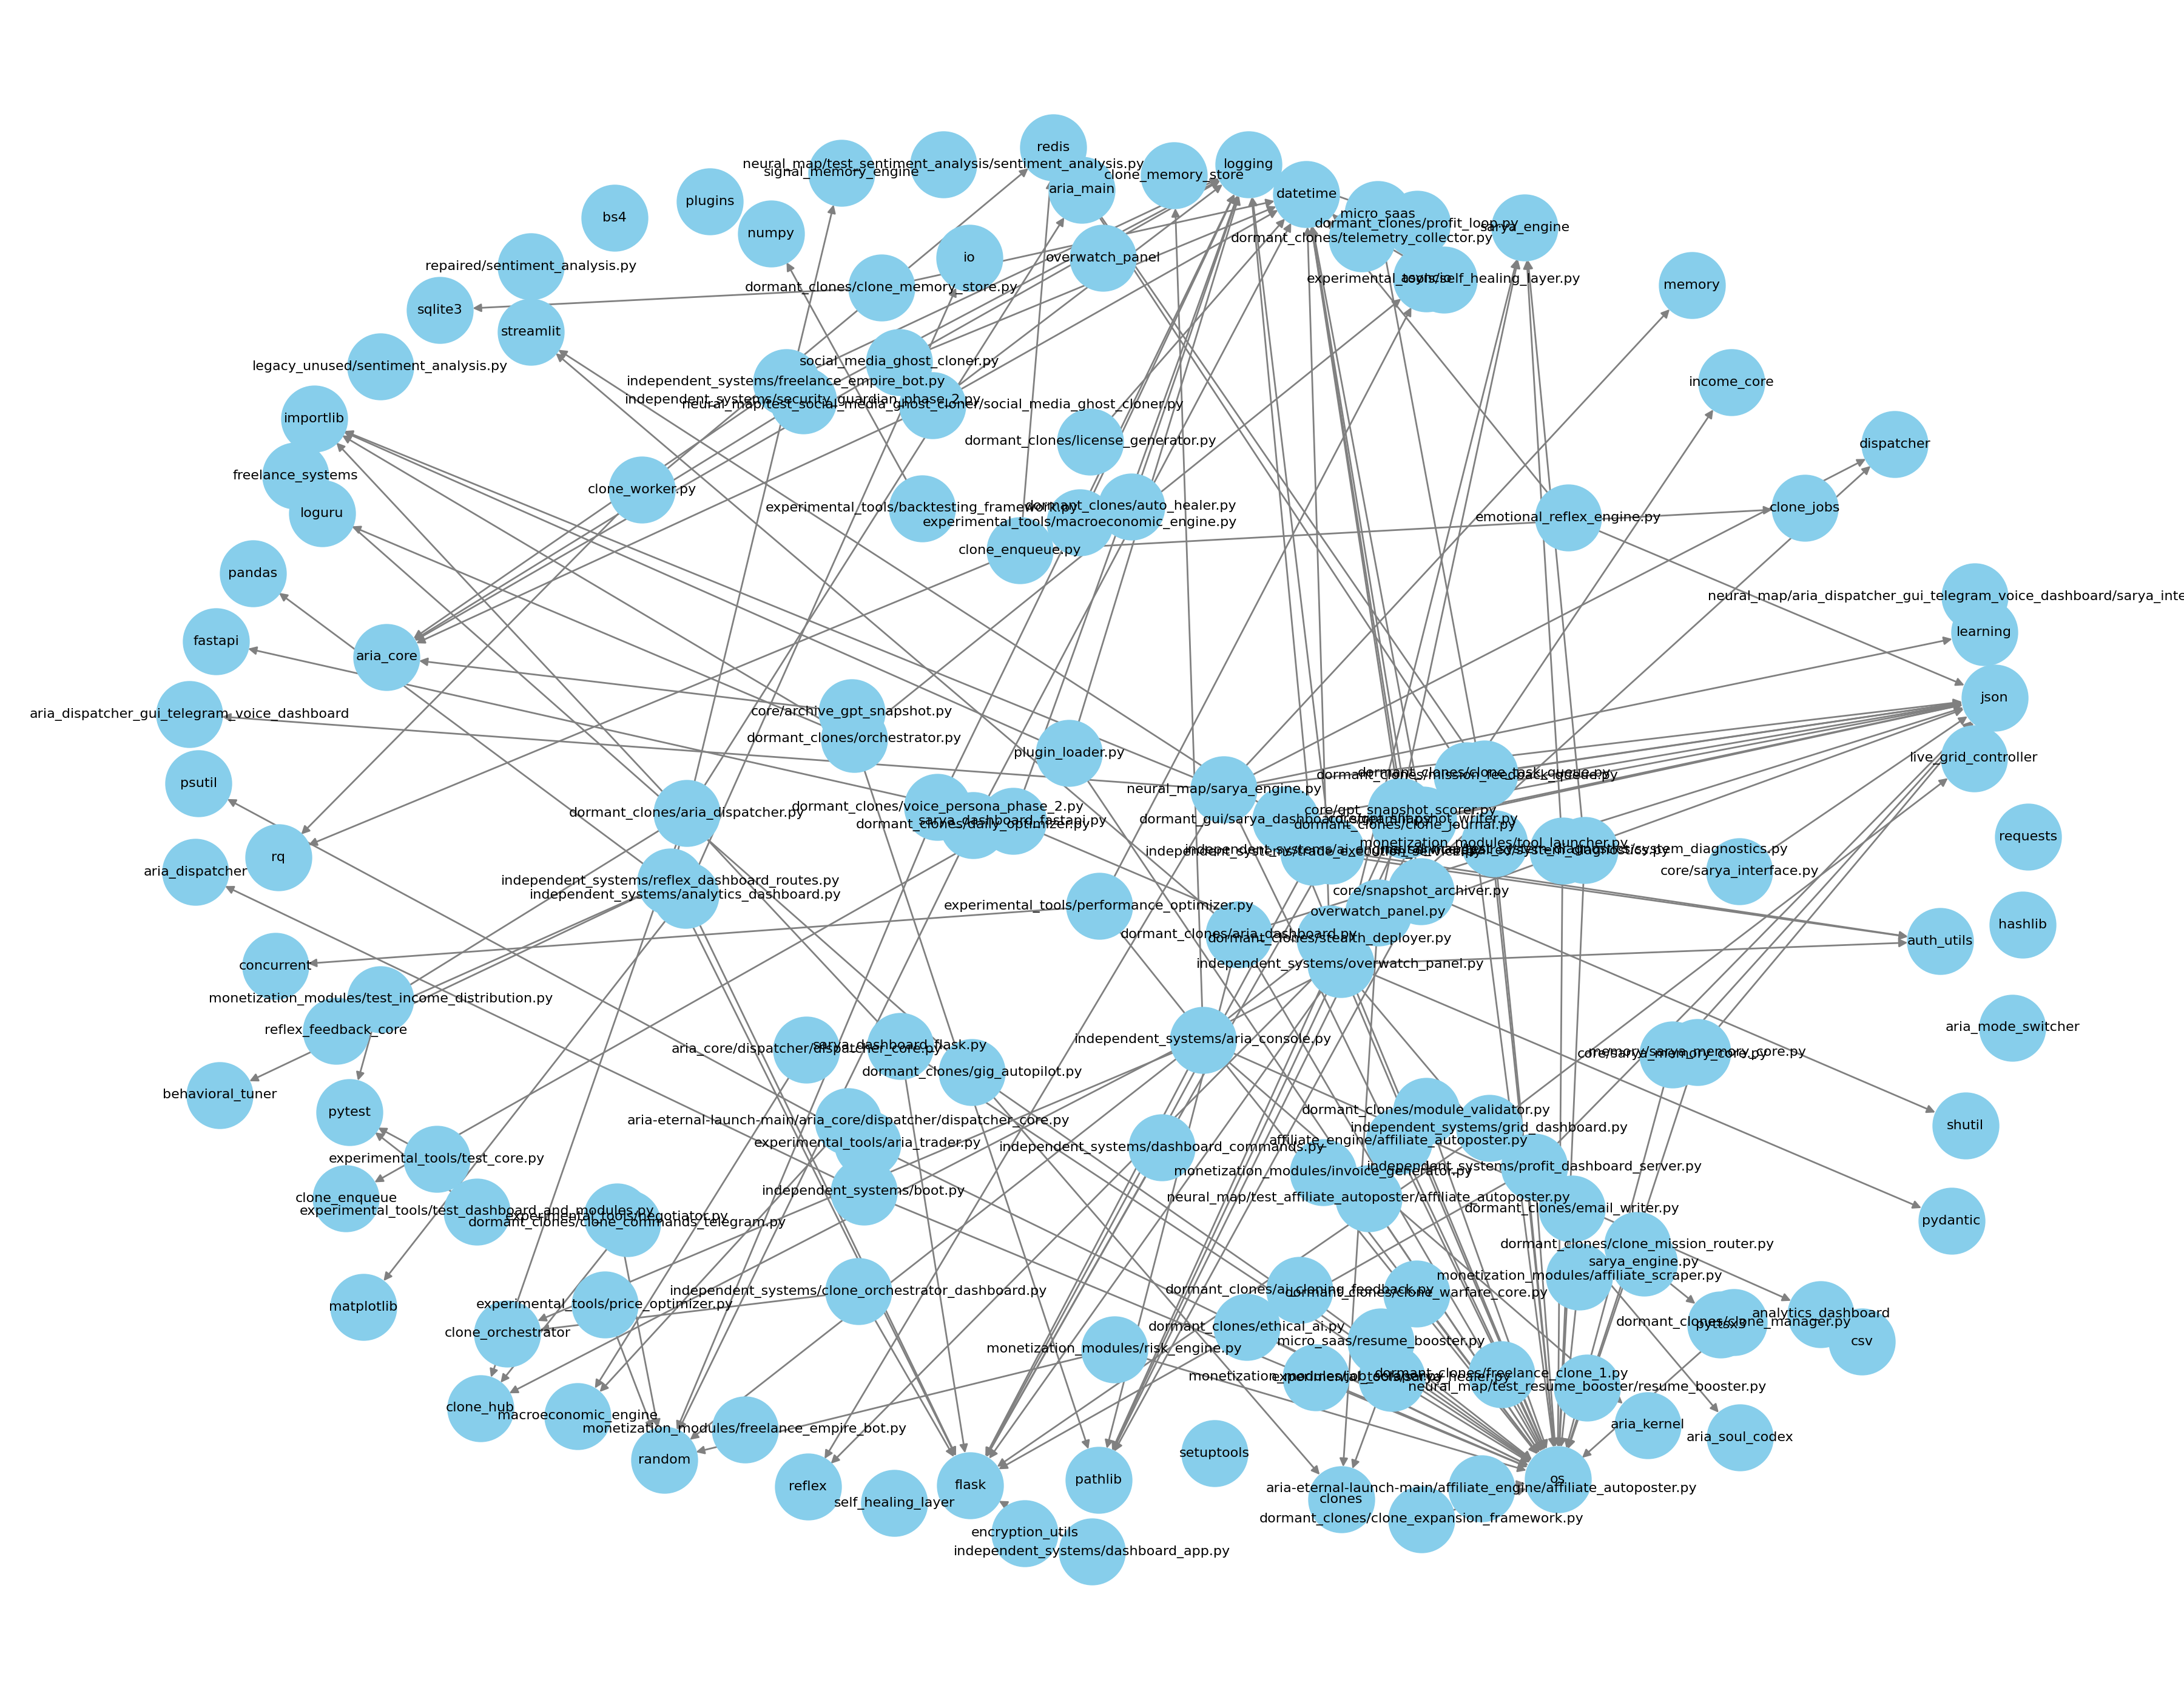 redis
neural_map/test_sentiment_analysis/sentiment_analysis.py
logging
signal_memory_engine
clone_memory_store
aria_main
datetime
plugins
micro_saas
bs4
dormant_clones/profit_loop.py
sarya_engine
numpy
dormant_clones/telemetry_collector.py
io
overwatch_panel
repaired/sentiment_analysis.py
experimental_tools/self_healing_layer.py
asyncio
memory
dormant_clones/clone_memory_store.py
sqlite3
streamlit
social_media_ghost_cloner.py
legacy_unused/sentiment_analysis.py
independent_systems/freelance_empire_bot.py
income_core
independent_systems/security_guardian_phase_2.py
neural_map/test_social_media_ghost_cloner/social_media_ghost_cloner.py
importlib
dormant_clones/license_generator.py
dispatcher
freelance_systems
clone_worker.py
experimental_tools/backtesting_framework.py
dormant_clones/auto_healer.py
clone_jobs
loguru
emotional_reflex_engine.py
experimental_tools/macroeconomic_engine.py
clone_enqueue.py
pandas
neural_map/aria_dispatcher_gui_telegram_voice_dashboard/sarya_inte
learning
fastapi
aria_core
json
core/archive_gpt_snapshot.py
aria_dispatcher_gui_telegram_voice_dashboard
dormant_clones/orchestrator.py
plugin_loader.py
live_grid_controller
dormant_clones/clone_task_queue.py
dormant_clones/mission_feedback_queue.py
psutil
neural_map/sarya_engine.py
dormant_clones/voice_persona_phase_2.py
core/gpt_snapshot_scorer.py
dormant_clones/aria_dispatcher.py
sarya_dashboard_fastapi.py
dormant_clones/daily_optimizer.py
dormant_clones/clone_journal.py
requests
monetization_modules/tool_launcher.py
rq
independent_systems/trade_execution_service.py
aria_dispatcher
core/sarya_interface.py
independent_systems/reflex_dashboard_routes.py
independent_systems/analytics_dashboard.py
core/snapshot_archiver.py
experimental_tools/performance_optimizer.py
overwatch_panel.py
hashlib
dormant_clones/aria_dashboard.py
dormant_clones/stealth_deployer.py
auth_utils
concurrent
independent_systems/overwatch_panel.py
monetization_modules/test_income_distribution.py
reflex_feedback_core
aria_mode_switcher
independent_systems/aria_console.py
aria_core/dispatcher/dispatcher_core.py
sarya_dashboard_flask.py
memory/sarya_memory_core.py
core/sarya_memory_core.py
dormant_clones/gig_autopilot.py
behavioral_tuner
pytest
dormant_clones/module_validator.py
aria-eternal-launch-main/aria_core/dispatcher/dispatcher_core.py
independent_systems/grid_dashboard.py
shutil
experimental_tools/aria_trader.py
affiliate_engine/affiliate_autoposter.py
independent_systems/dashboard_commands.py
experimental_tools/test_core.py
independent_systems/profit_dashboard_server.py
monetization_modules/invoice_generator.py
independent_systems/boot.py
clone_enqueue
neural_map/test_affiliate_autoposter/affiliate_autoposter.py
dormant_clones/email_writer.py
experimental_tools/test_dashboard_and_modules.py
experimental_tools/negotiator.py
dormant_clones/clone_commands_telegram.py
pydantic
dormant_clones/clone_mission_router.py
sarya_engine.py
monetization_modules/affiliate_scraper.py
independent_systems/clone_orchestrator_dashboard.py
dormant_clones/ai_cloning_feedback.py
dormant_clones/clone_warfare_core.py
matplotlib
experimental_tools/price_optimizer.py
analytics_dashboard
pyttsx3
dormant_clones/clone_manager.py
dormant_clones/ethical_ai.py
clone_orchestrator
micro_saas/resume_booster.py
csv
monetization_modules/risk_engine.py
dormant_clones/freelance_clone_1.py
neural_map/test_resume_booster/resume_booster.py
clone_hub
macroeconomic_engine
monetization_modules/freelance_empire_bot.py
aria_kernel
aria_soul_codex
setuptools
random
os
flask
pathlib
reflex
aria-eternal-launch-main/affiliate_engine/affiliate_autoposter.py
clones
self_healing_layer
dormant_clones/clone_expansion_framework.py
encryption_utils
independent_systems/dashboard_app.py